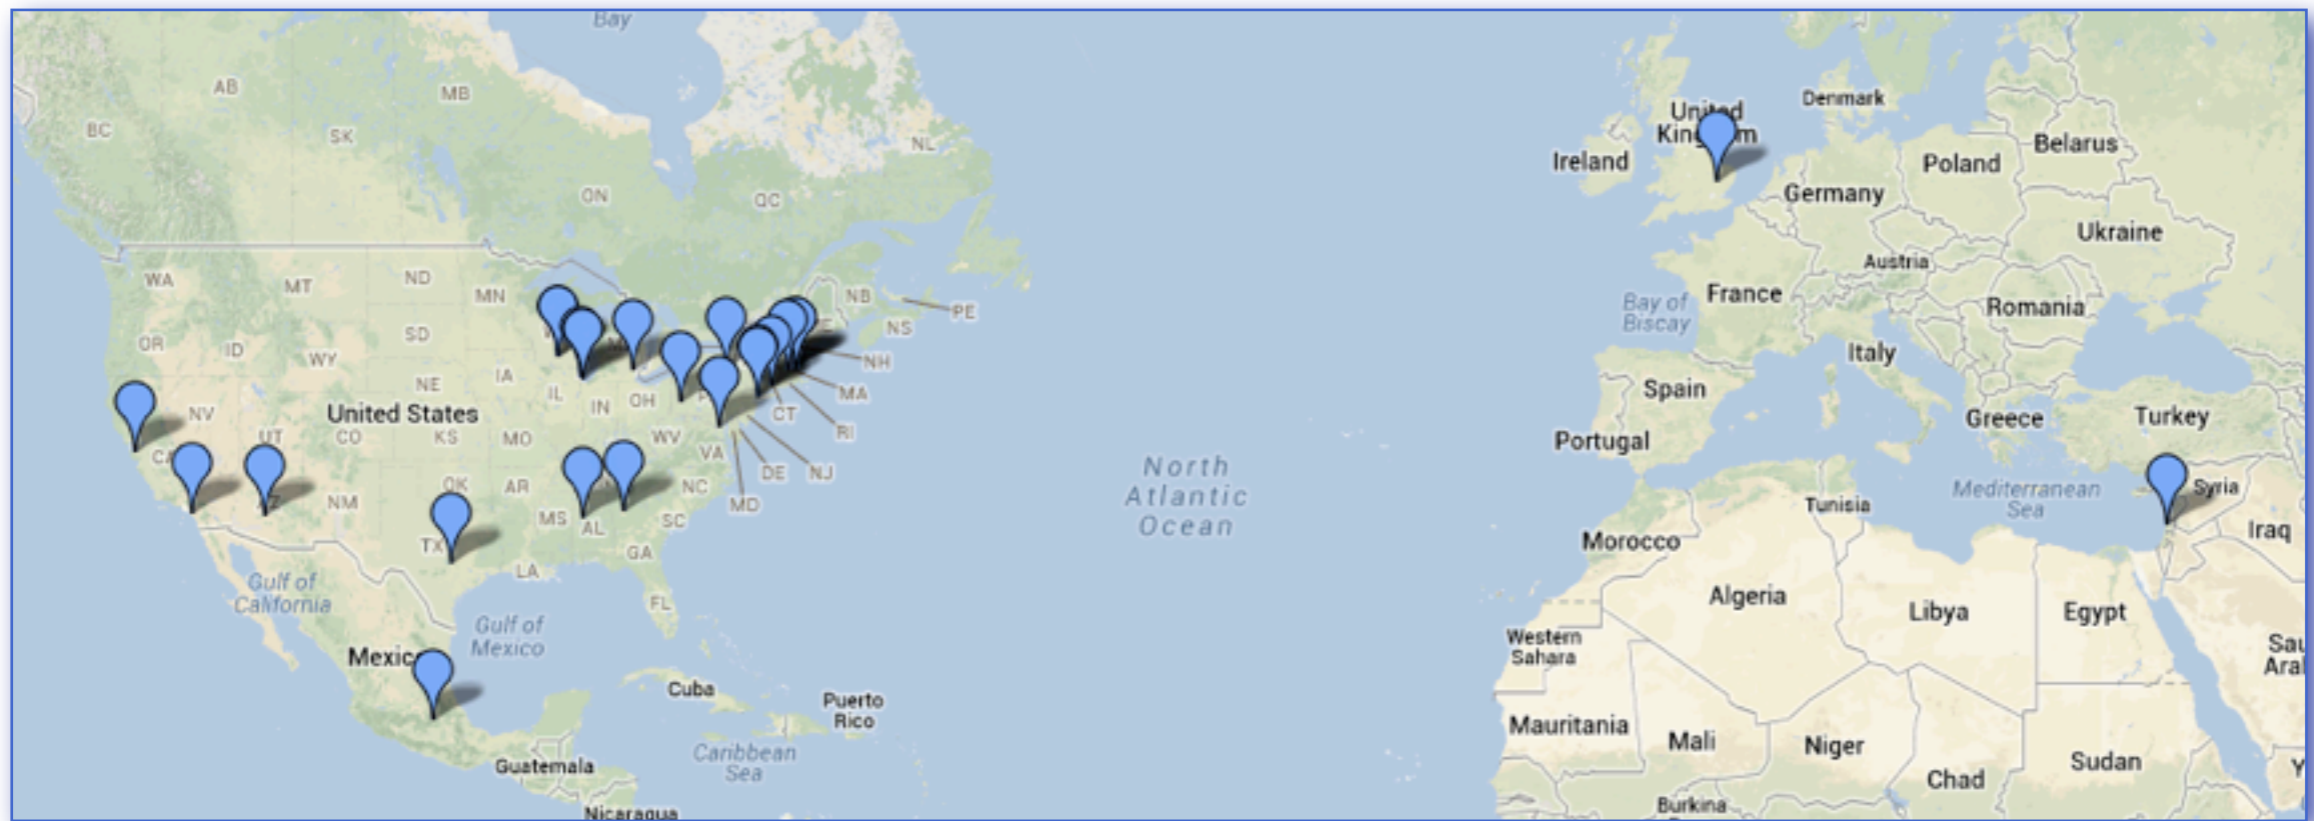 Bay
AB
MB
BC
SK
NL
ON
QC
WA
MT
ND
MN
NB
PE
NS
OR
ID
SD
WY
NH
IA
NE
MA
IL
IN
OH
CT
NV
United States
RI
UT
CO
KS
MO
WV
VA
DE
NJ
OK
AR
NC
NM
MD
MS
AL
SC
TX
GA
LA
FL
Gulf of
California
Gulf of
Mexico
Cuba
Puerto
Rico
Caribbean
Sea
Guatemala
Nicaragua
North
Atlantic
Ocean
Denmark
Ireland
Belarus
Poland
Germany
Ukraine
Austria
France
Bay of
Biscay
Romania
Italy
Spain
Portugal
Greece
Turkey
Mediterranean
Sea
Syria
Tunisia
Iraq
Morocco
Algeria
Libya
Egypt
Western
Sahara
Mauritania
Mali
Niger
Chad
Sudan
Burkina